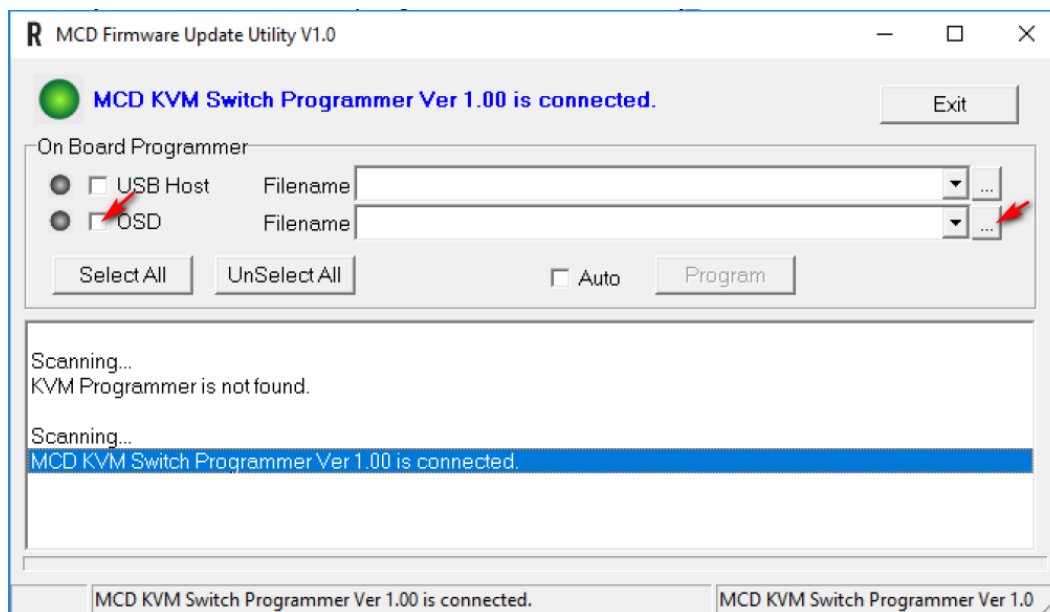 R MCD Firmware Update Utility V1.0
MCD KVM Switch Programmer Ver 1.00 is connected.
Exit
On Board Programmer
USB Host Filename ...
OSD Filename ...
Select All UnSelect All Auto Program
Scanning...
KVM Programmer is not found.
Scanning...
MCD KVM Switch Programmer Ver 1.00 is connected.
MCD KVM Switch Programmer Ver 1.00 is connected. MCD KVM Switch Programmer Ver 1.0